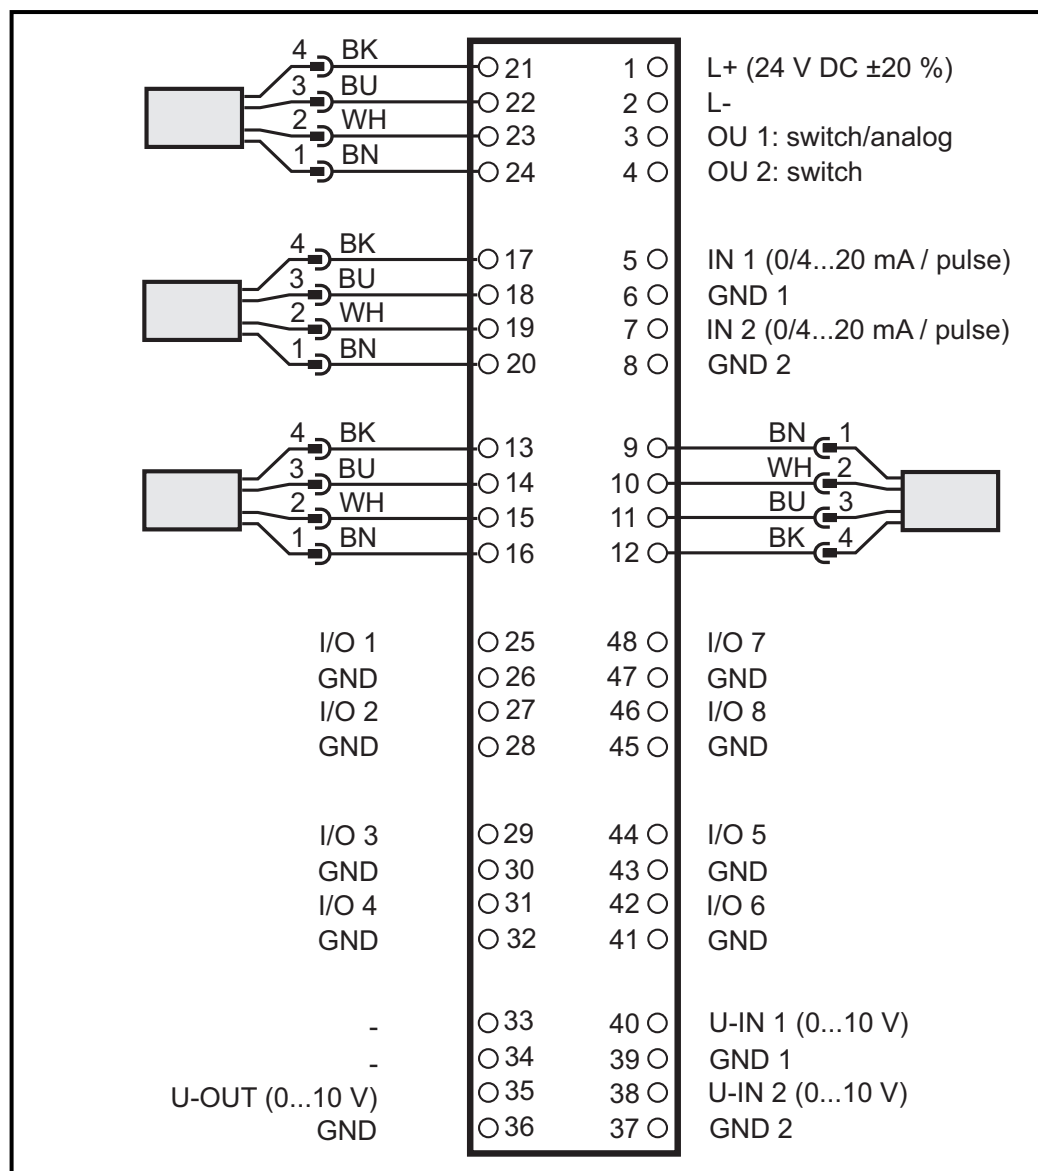 4 BK 21 1 L+ (24 V DC ±20 %)
3 BU 22 2 L-
2 WH 23 3 OU 1: switch/analog
1 BN 24 4 OU 2: switch
4 BK 17 5 IN 1 (0/4...20 mA / pulse)
3 BU 18 6 GND 1
2 WH 19 7 IN 2 (0/4...20 mA / pulse)
1 BN 20 8 GND 2
4 BK 13 9 BN 1
3 BU 14 10 WH 2
2 WH 15 11 BU 3
1 BN 16 12 BK 4
I/O 1 25 48 I/O 7
GND 26 47 GND
I/O 2 27 46 I/O 8
GND 28 45 GND
I/O 3 29 44 I/O 5
GND 30 43 GND
I/O 4 31 42 I/O 6
GND 32 41 GND
- 33 40 U-IN 1 (0...10 V)
- 34 39 GND 1
U-OUT (0...10 V) 35 38 U-IN 2 (0...10 V)
GND 36 37 GND 2